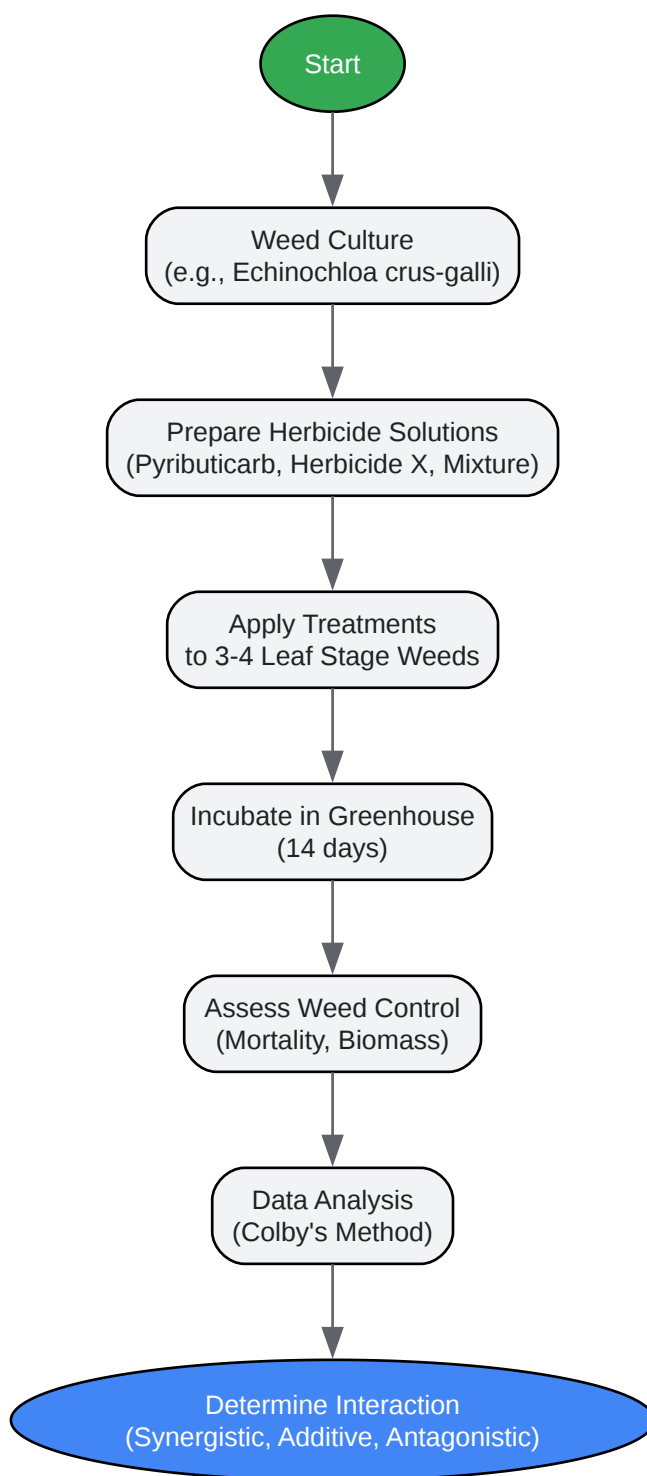 Start
Weed Culture
(e.g., Echinochloa crus-galli)
Prepare Herbicide Solutions
(Pyributicarb, Herbicide X, Mixture)
Apply Treatments
to 3-4 Leaf Stage Weeds
Incubate in Greenhouse
(14 days)
Assess Weed Control
(Mortality, Biomass)
Data Analysis
(Colby's Method)
Determine Interaction
(Synergistic, Additive, Antagonistic)